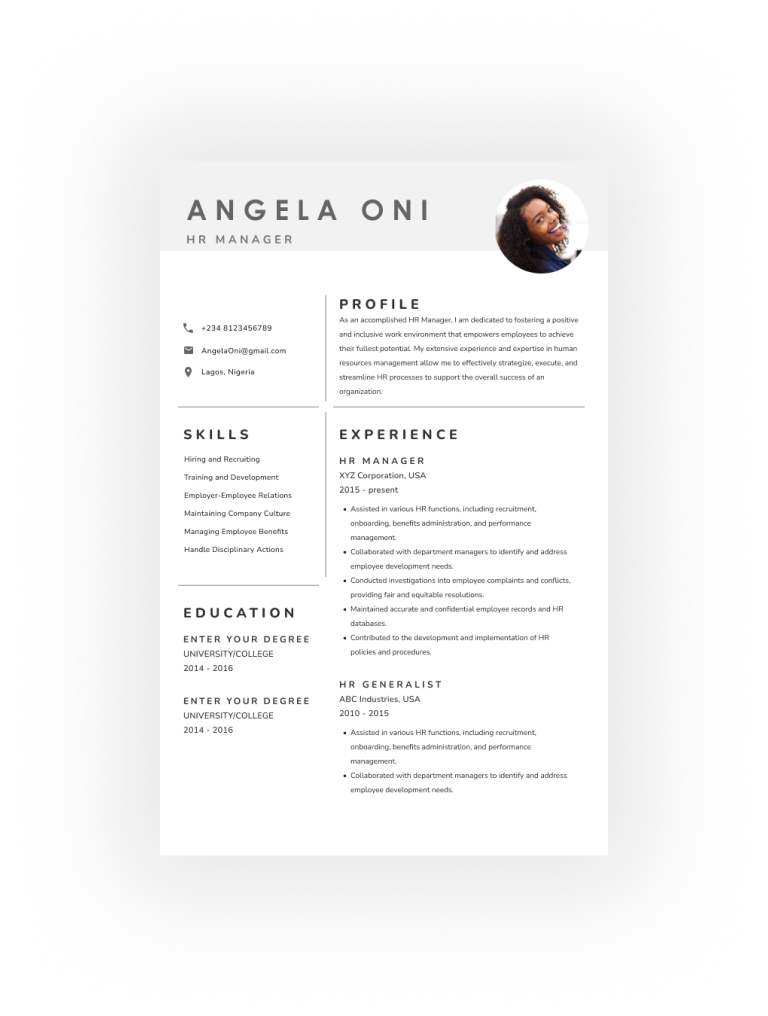 ANGELA ONI
HR MANAGER
+234 8123456789
AngelaOni@gmail.com
Lagos, Nigeria
PROFILE
As an accomplished HR Manager, I am dedicated to fostering a positive
and inclusive work environment that empowers employees to achieve
their fullest potential. My extensive experience and expertise in human
resources management allow me to effectively strategize, execute, and
streamline HR processes to support the overall success of an
organization.
SKILLS
Hiring and Recruiting
Training and Development
Employer-Employee Relations
Maintaining Company Culture
Managing Employee Benefits
Handle Disciplinary Actions
EDUCATION
ENTER YOUR DEGREE
UNIVERSITY/COLLEGE
2014 - 2016
ENTER YOUR DEGREE
UNIVERSITY/COLLEGE
2014 - 2016
EXPERIENCE
HR MANAGER
XYZ Corporation, USA
2015 - present
• Assisted in various HR functions, including recruitment,
onboarding, benefits administration, and performance
management.
• Collaborated with department managers to identify and address
employee development needs.
• Conducted investigations into employee complaints and conflicts,
providing fair and equitable resolutions.
• Maintained accurate and confidential employee records and HR
databases.
• Contributed to the development and implementation of HR
policies and procedures.
HR GENERALIST
ABC Industries, USA
2010 - 2015
• Assisted in various HR functions, including recruitment,
onboarding, benefits administration, and performance
management.
• Collaborated with department managers to identify and address
employee development needs.